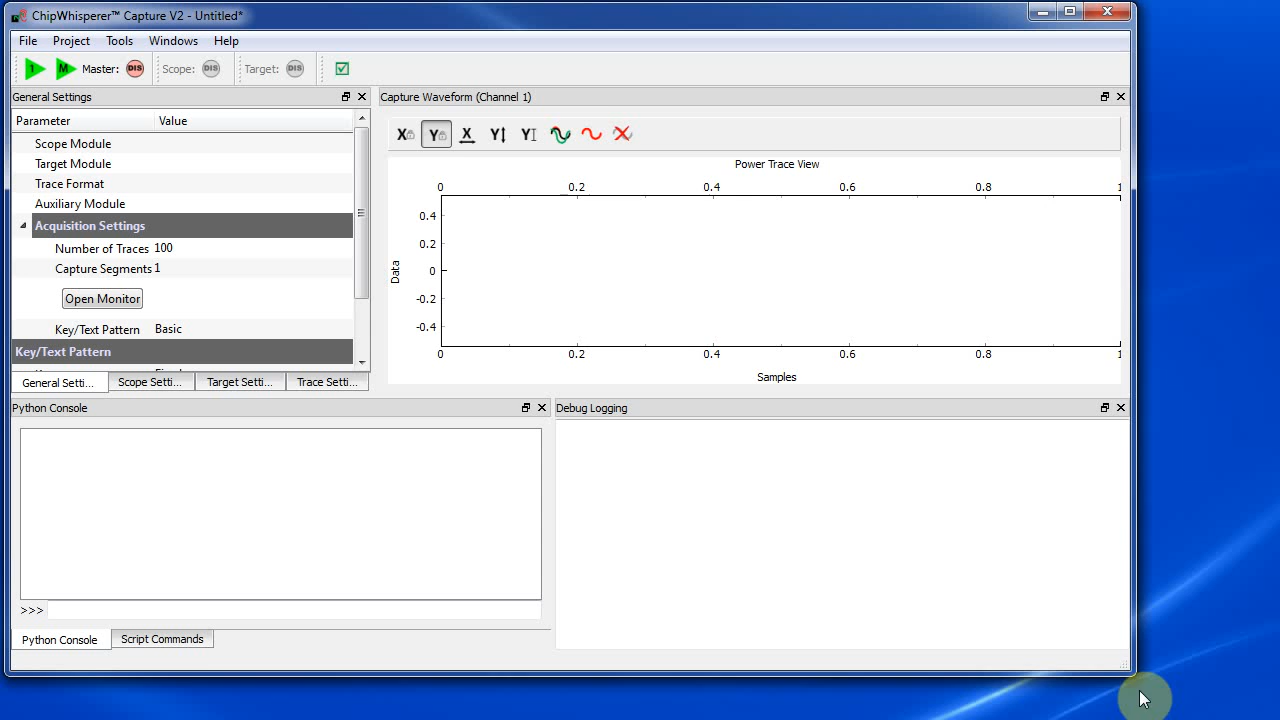 ChipWhisperer™ Capture V2 - Untitled*
File Project Tools Windows Help
1 M Master: DIS Scope: DIS Target: DIS
General Settings
Parameter Value
Scope Module
Target Module
Trace Format
Auxiliary Module
Acquisition Settings
Number of Traces 100
Capture Segments 1
Open Monitor
Key/Text Pattern Basic
Key/Text Pattern
General Setti... Scope Setti... Target Setti... Trace Setti...
Capture Waveform (Channel 1)
X Y X Y Y
Power Trace View
0 0.2 0.4 0.6 0.8 1
0.4
0.2
0
-0.2
-0.4
Data
0 0.2 0.4 0.6 0.8 1
Samples
Python Console
>>>
Python Console Script Commands
Debug Logging